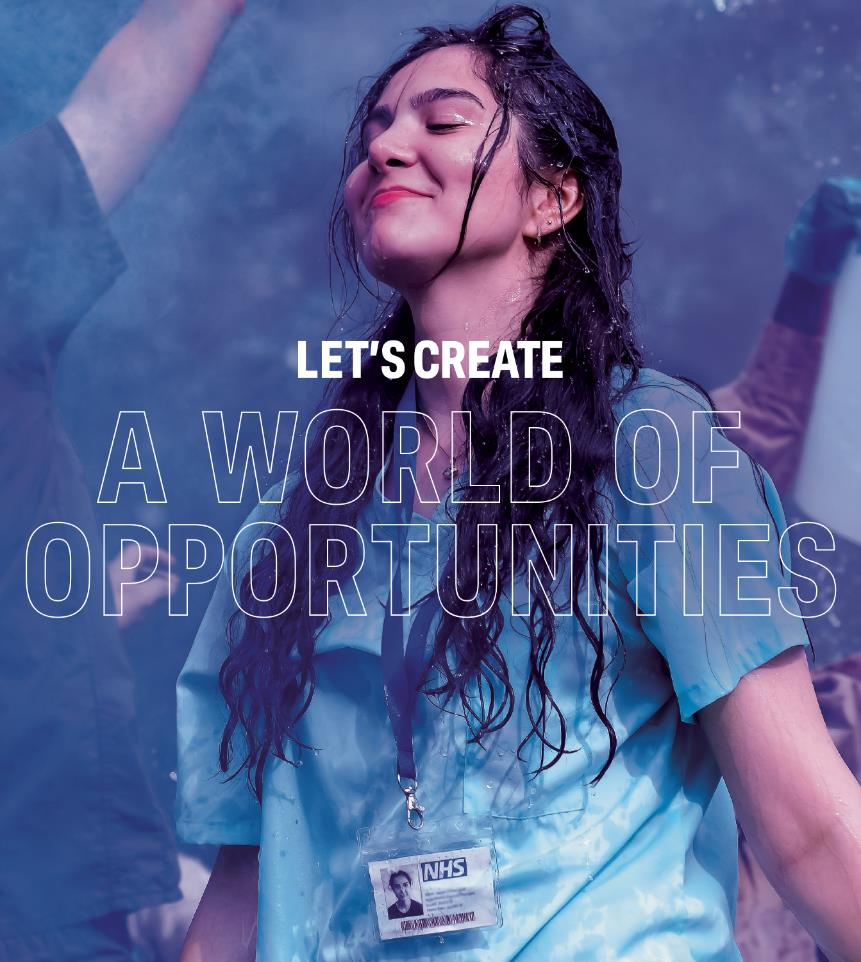 LET'S CREATE
A WORLD OF
OPPORTUNITIES
NHS